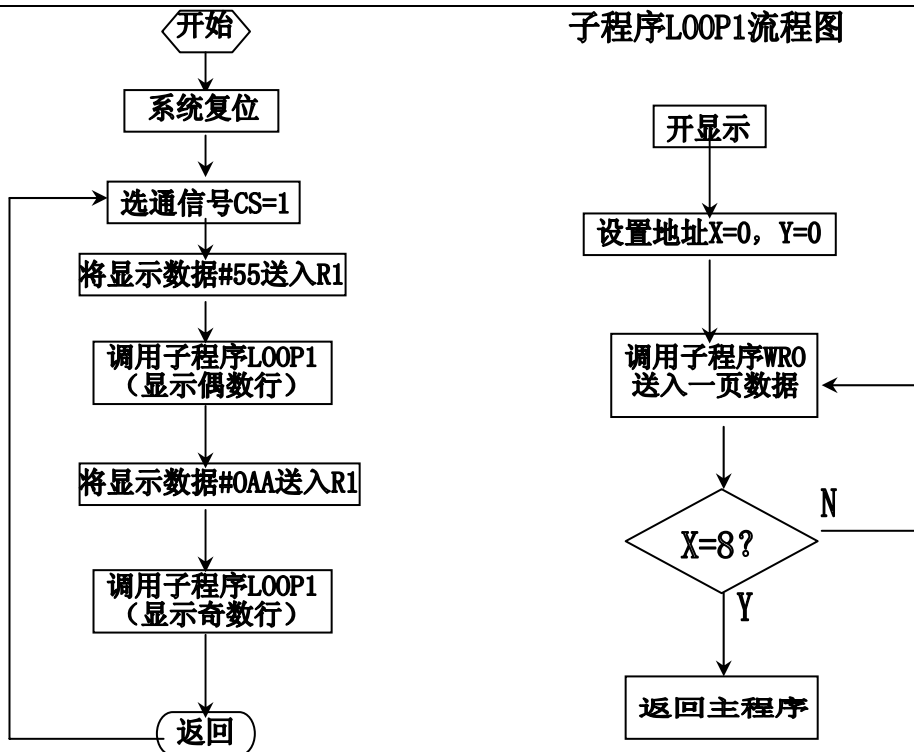 开始
系统复位
选通信号CS=1
将显示数据#55送入R1
调用子程序LOOP1
（显示偶数行）
将显示数据#0AA送入R1
调用子程序LOOP1
（显示奇数行）
返回
子程序LOOP1流程图
开显示
设置地址X=0，Y=0
调用子程序WR0
送入一页数据
X=8?
N
Y
返回主程序